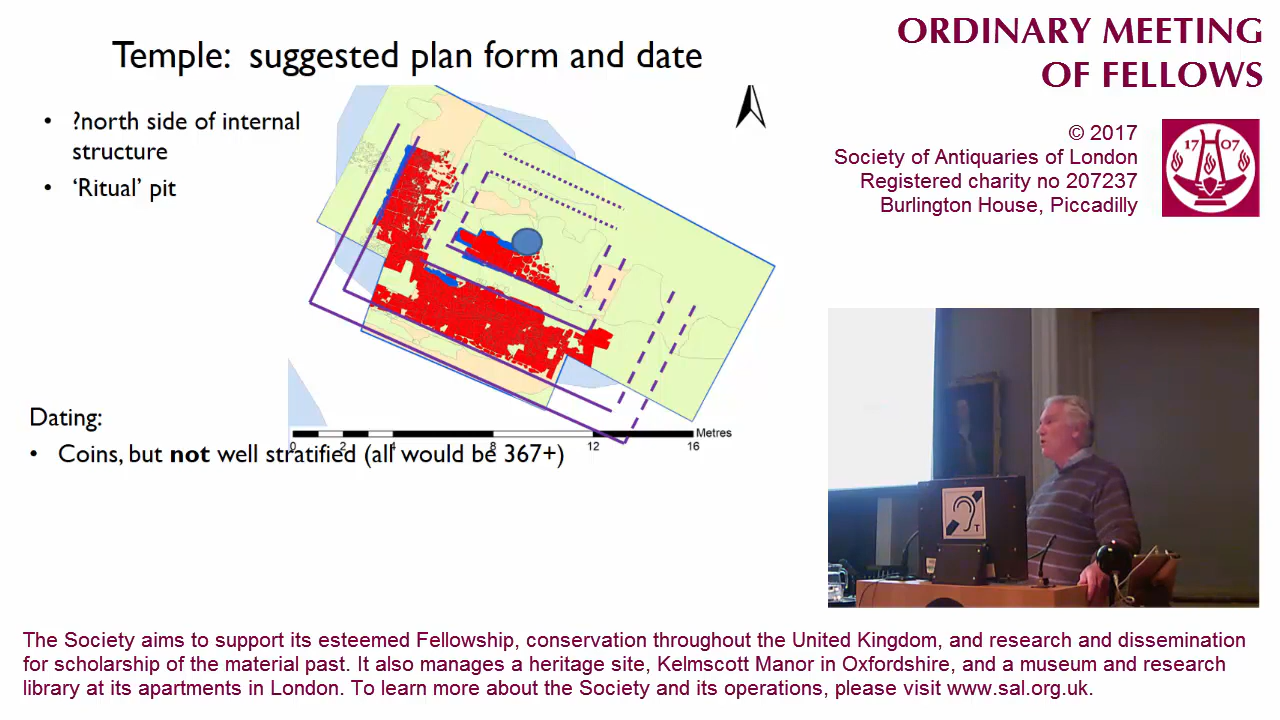 Temple: suggested plan form and date
• ?north side of internal
structure
• ‘Ritual’ pit
Metres
0 2 4 8 12 16
Dating:
• Coins, but not well stratified (all would be 367+)
ORDINARY MEETING
OF FELLOWS
© 2017
Society of Antiquaries of London
Registered charity no 207237
Burlington House, Piccadilly
17 07
T
The Society aims to support its esteemed Fellowship, conservation throughout the United Kingdom, and research and dissemination
for scholarship of the material past. It also manages a heritage site, Kelmscott Manor in Oxfordshire, and a museum and research
library at its apartments in London. To learn more about the Society and its operations, please visit www.sal.org.uk.